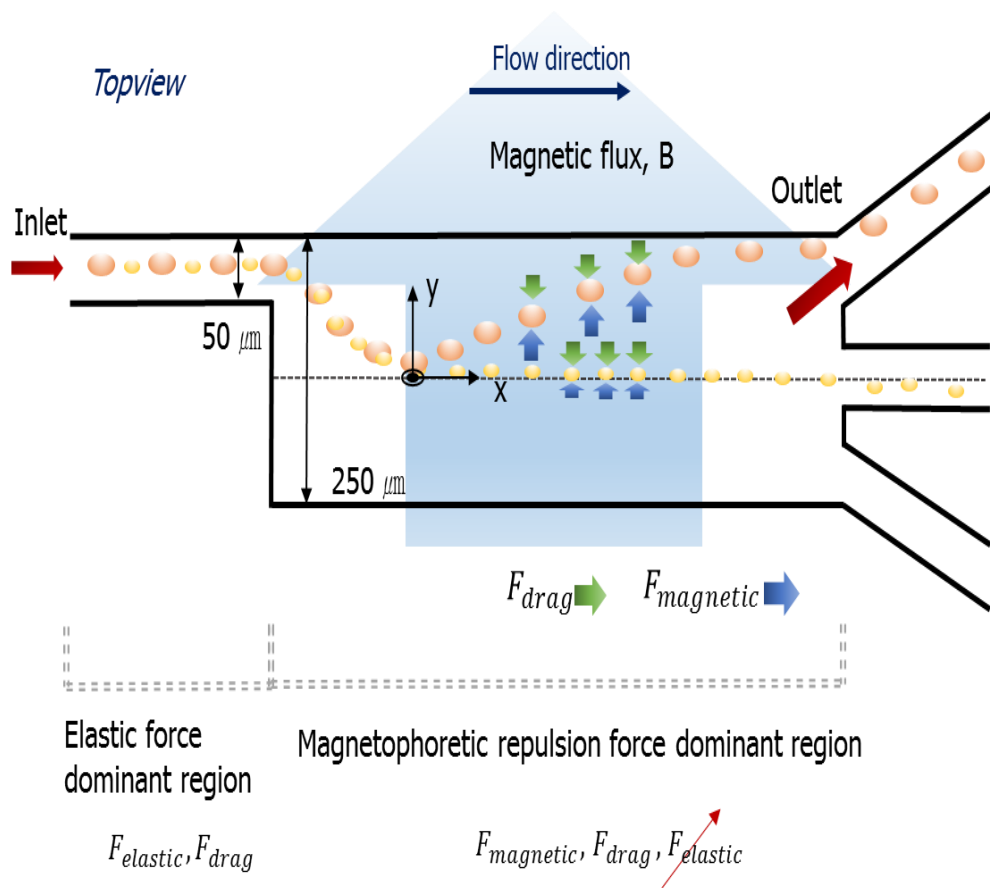 Topview
Flow direction
Magnetic flux, B
Outlet
Inlet
y
50 ㎛
x
250 ㎛
F_drag F_magnetic
Elastic force
dominant region
Magnetophoretic repulsion force dominant region
F_elastic, F_drag
F_magnetic, F_drag, F_elastic